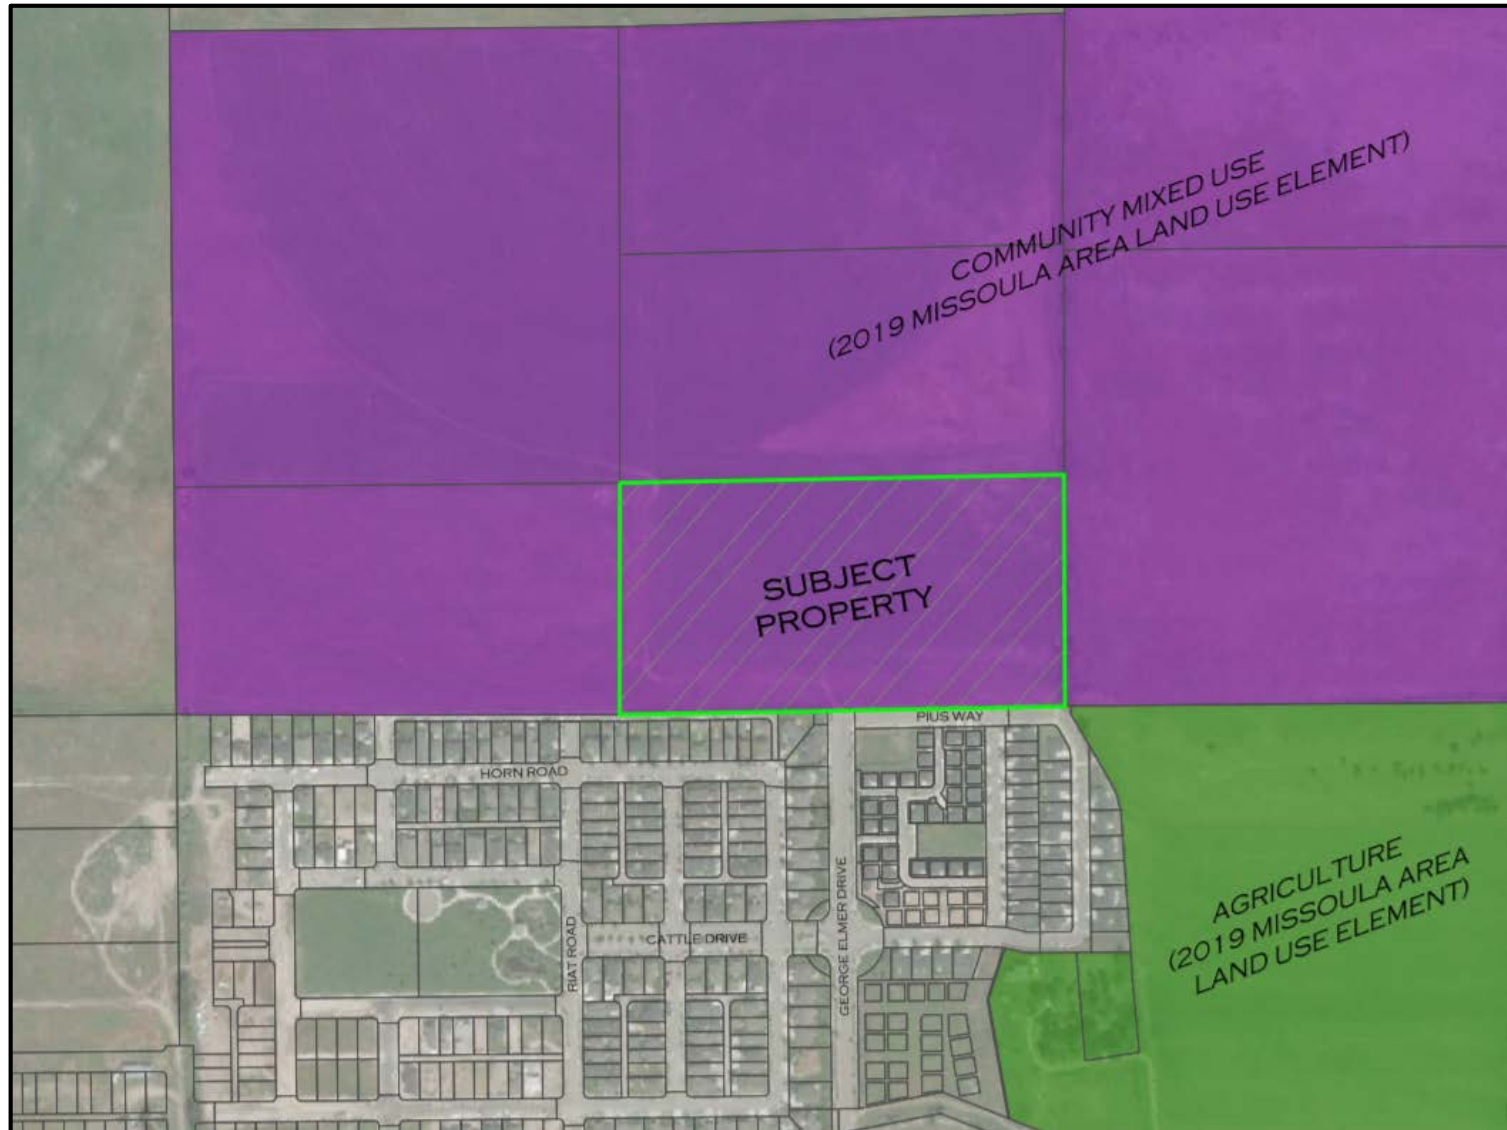 COMMUNITY MIXED USE
(2019 MISSOULA AREA LAND USE ELEMENT)
SUBJECT
PROPERTY
PIUS WAY
HORN ROAD
GEORGE ELMER DRIVE
RIAT ROAD
CATTLE DRIVE
AGRICULTURE
(2019 MISSOULA AREA
LAND USE ELEMENT)